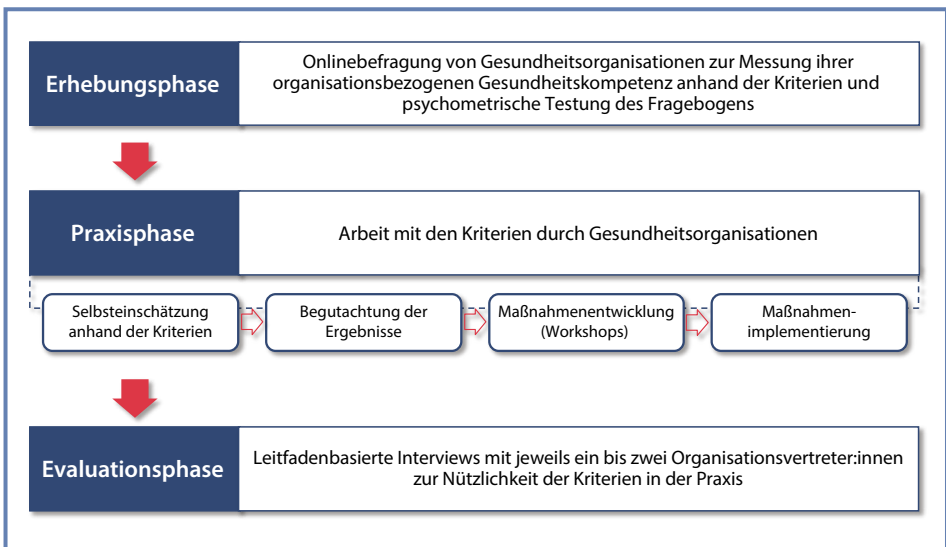 Erhebungsphase
Onlinebefragung von Gesundheitsorganisationen zur Messung ihrer
organisationsbezogenen Gesundheitskompetenz anhand der Kriterien und
psychometrische Testung des Fragebogens
Praxisphase
Arbeit mit den Kriterien durch Gesundheitsorganisationen
Selbsteinschätzung
anhand der Kriterien
Begutachtung der
Ergebnisse
Maßnahmenentwicklung
(Workshops)
Maßnahmen-
implementierung
Evaluationsphase
Leitfadenbasierte Interviews mit jeweils ein bis zwei Organisationsvertreter:innen
zur Nützlichkeit der Kriterien in der Praxis